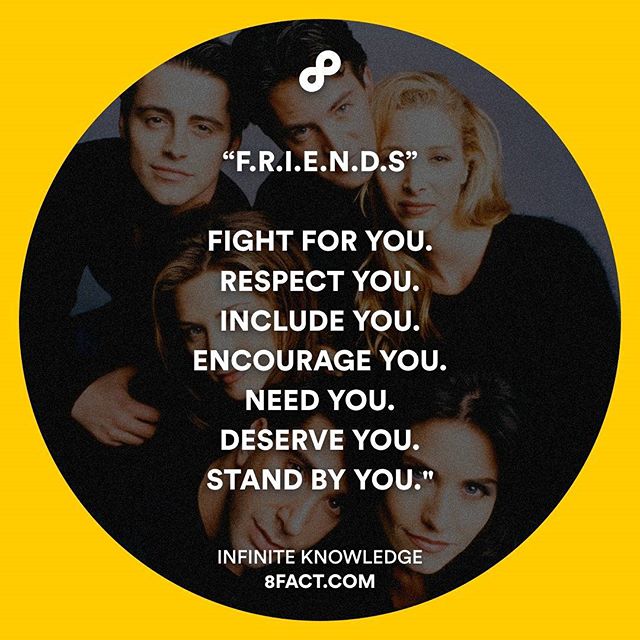 “F.R.I.E.N.D.S”
FIGHT FOR YOU.
RESPECT YOU.
INCLUDE YOU.
ENCOURAGE YOU.
NEED YOU.
DESERVE YOU.
STAND BY YOU."
INFINITE KNOWLEDGE
8FACT.COM